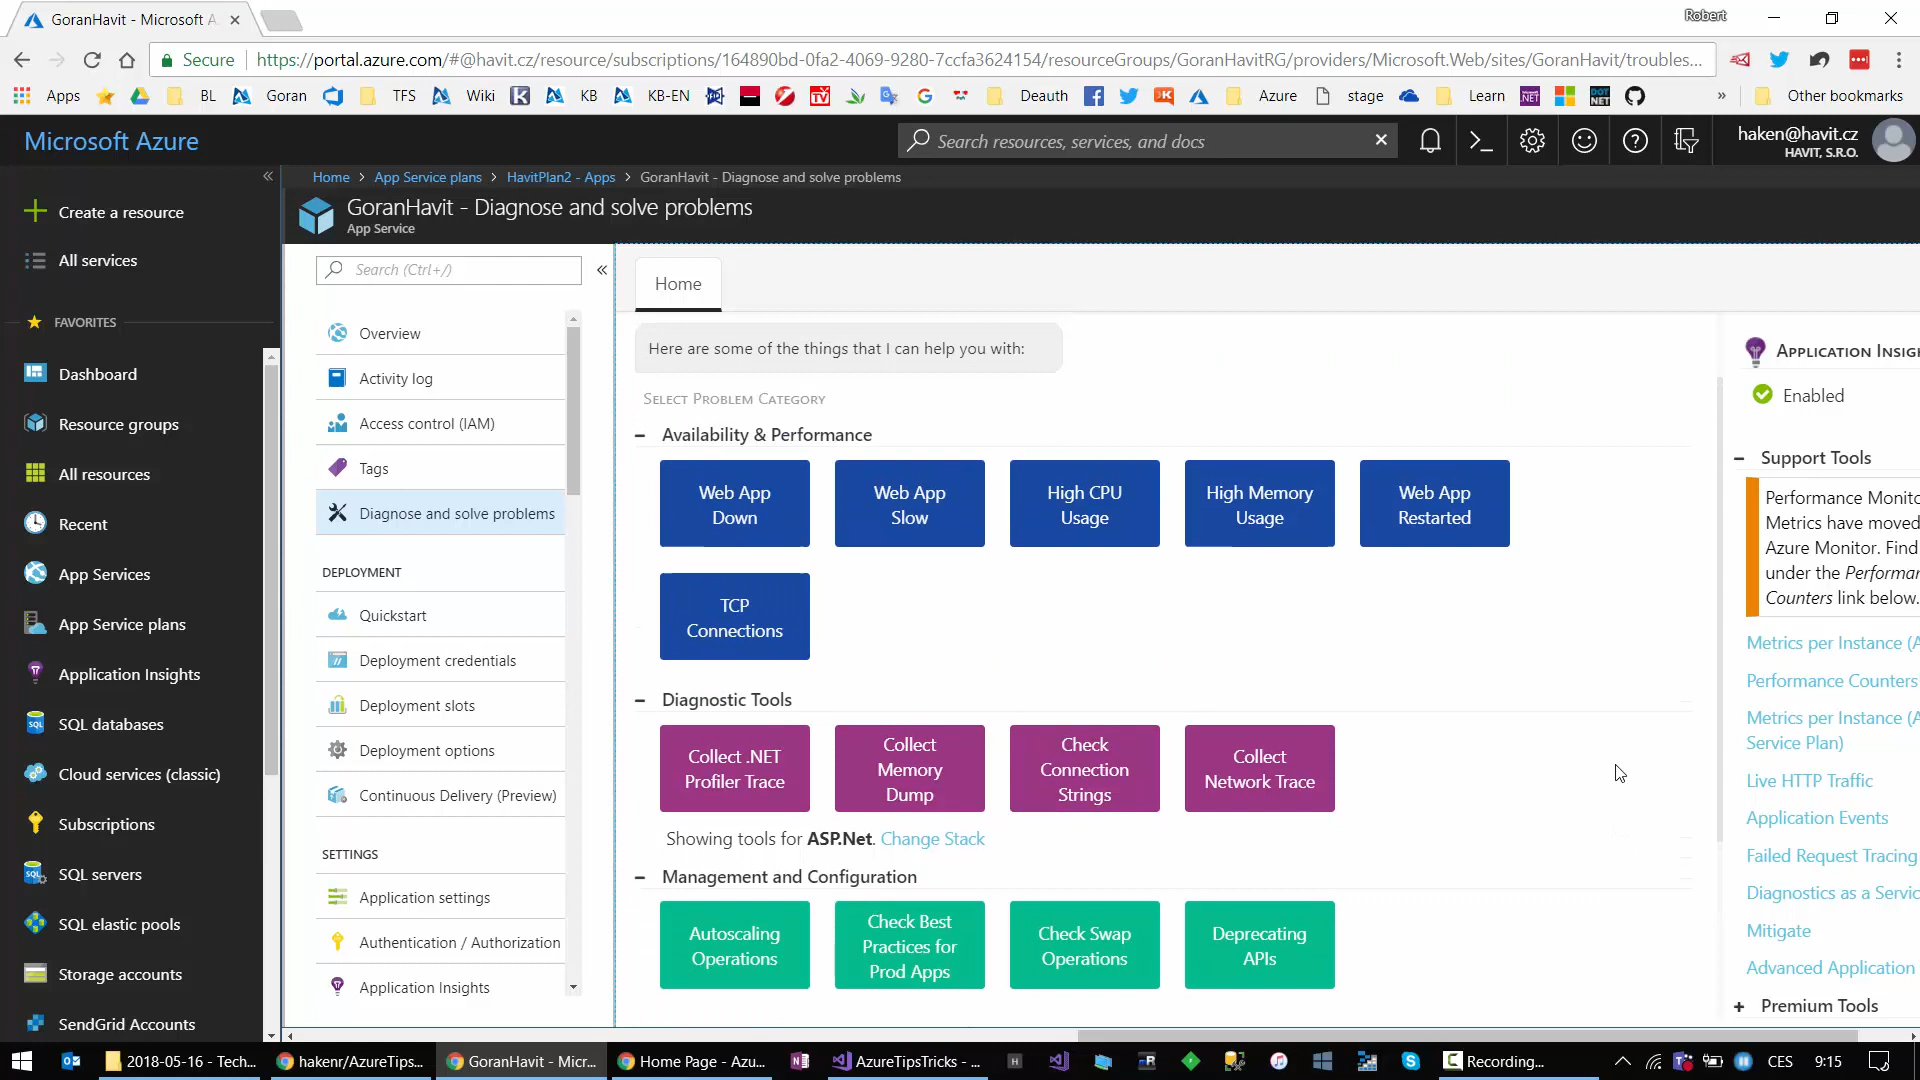 GoranHavit - Microsoft A
Robert
Secure
https://portal.azure.com/#@havit.cz/resource/subscriptions/164890bd-0fa2-4069-9280-7ccfa3624154/resourceGroups/GoranHavitRG/providers/Microsoft.Web/sites/GoranHavit/troubles...
Apps
BL
Goran
TFS
Wiki
KB
KB-EN
Deauth
Azure
stage
Learn
»
Other bookmarks
Microsoft Azure
Search resources, services, and docs
haken@havit.cz
HAVIT, S.R.O.
Home > App Service plans > HavitPlan2 - Apps > GoranHavit - Diagnose and solve problems
GoranHavit - Diagnose and solve problems
App Service
Create a resource
All services
FAVORITES
Dashboard
Resource groups
All resources
Recent
App Services
App Service plans
Application Insights
SQL databases
Cloud services (classic)
Subscriptions
SQL servers
SQL elastic pools
Storage accounts
SendGrid Accounts
Search (Ctrl+/)
Overview
Activity log
Access control (IAM)
Tags
Diagnose and solve problems
DEPLOYMENT
Quickstart
Deployment credentials
Deployment slots
Deployment options
Continuous Delivery (Preview)
SETTINGS
Application settings
Authentication / Authorization
Application Insights
Home
Here are some of the things that I can help you with:
SELECT PROBLEM CATEGORY
Availability & Performance
Web App
Down
Web App
Slow
High CPU
Usage
High Memory
Usage
Web App
Restarted
TCP
Connections
Diagnostic Tools
Collect .NET
Profiler Trace
Collect
Memory
Dump
Check
Connection
Strings
Collect
Network Trace
Showing tools for ASP.Net. Change Stack
Management and Configuration
Autoscaling
Operations
Check Best
Practices for
Prod Apps
Check Swap
Operations
Deprecating
APIs
APPLICATION INSIGH
Enabled
Support Tools
Performance Monito
Metrics have moved
Azure Monitor. Find
under the Performan
Counters link below.
Metrics per Instance (A
Performance Counters
Metrics per Instance (A
Service Plan)
Live HTTP Traffic
Application Events
Failed Request Tracing
Diagnostics as a Servic
Mitigate
Advanced Application
Premium Tools
2018-05-16 - Tech...
hakenr/AzureTips...
GoranHavit - Micr...
Home Page - Azu...
AzureTipsTricks - ...
Recording...
CES
9:15